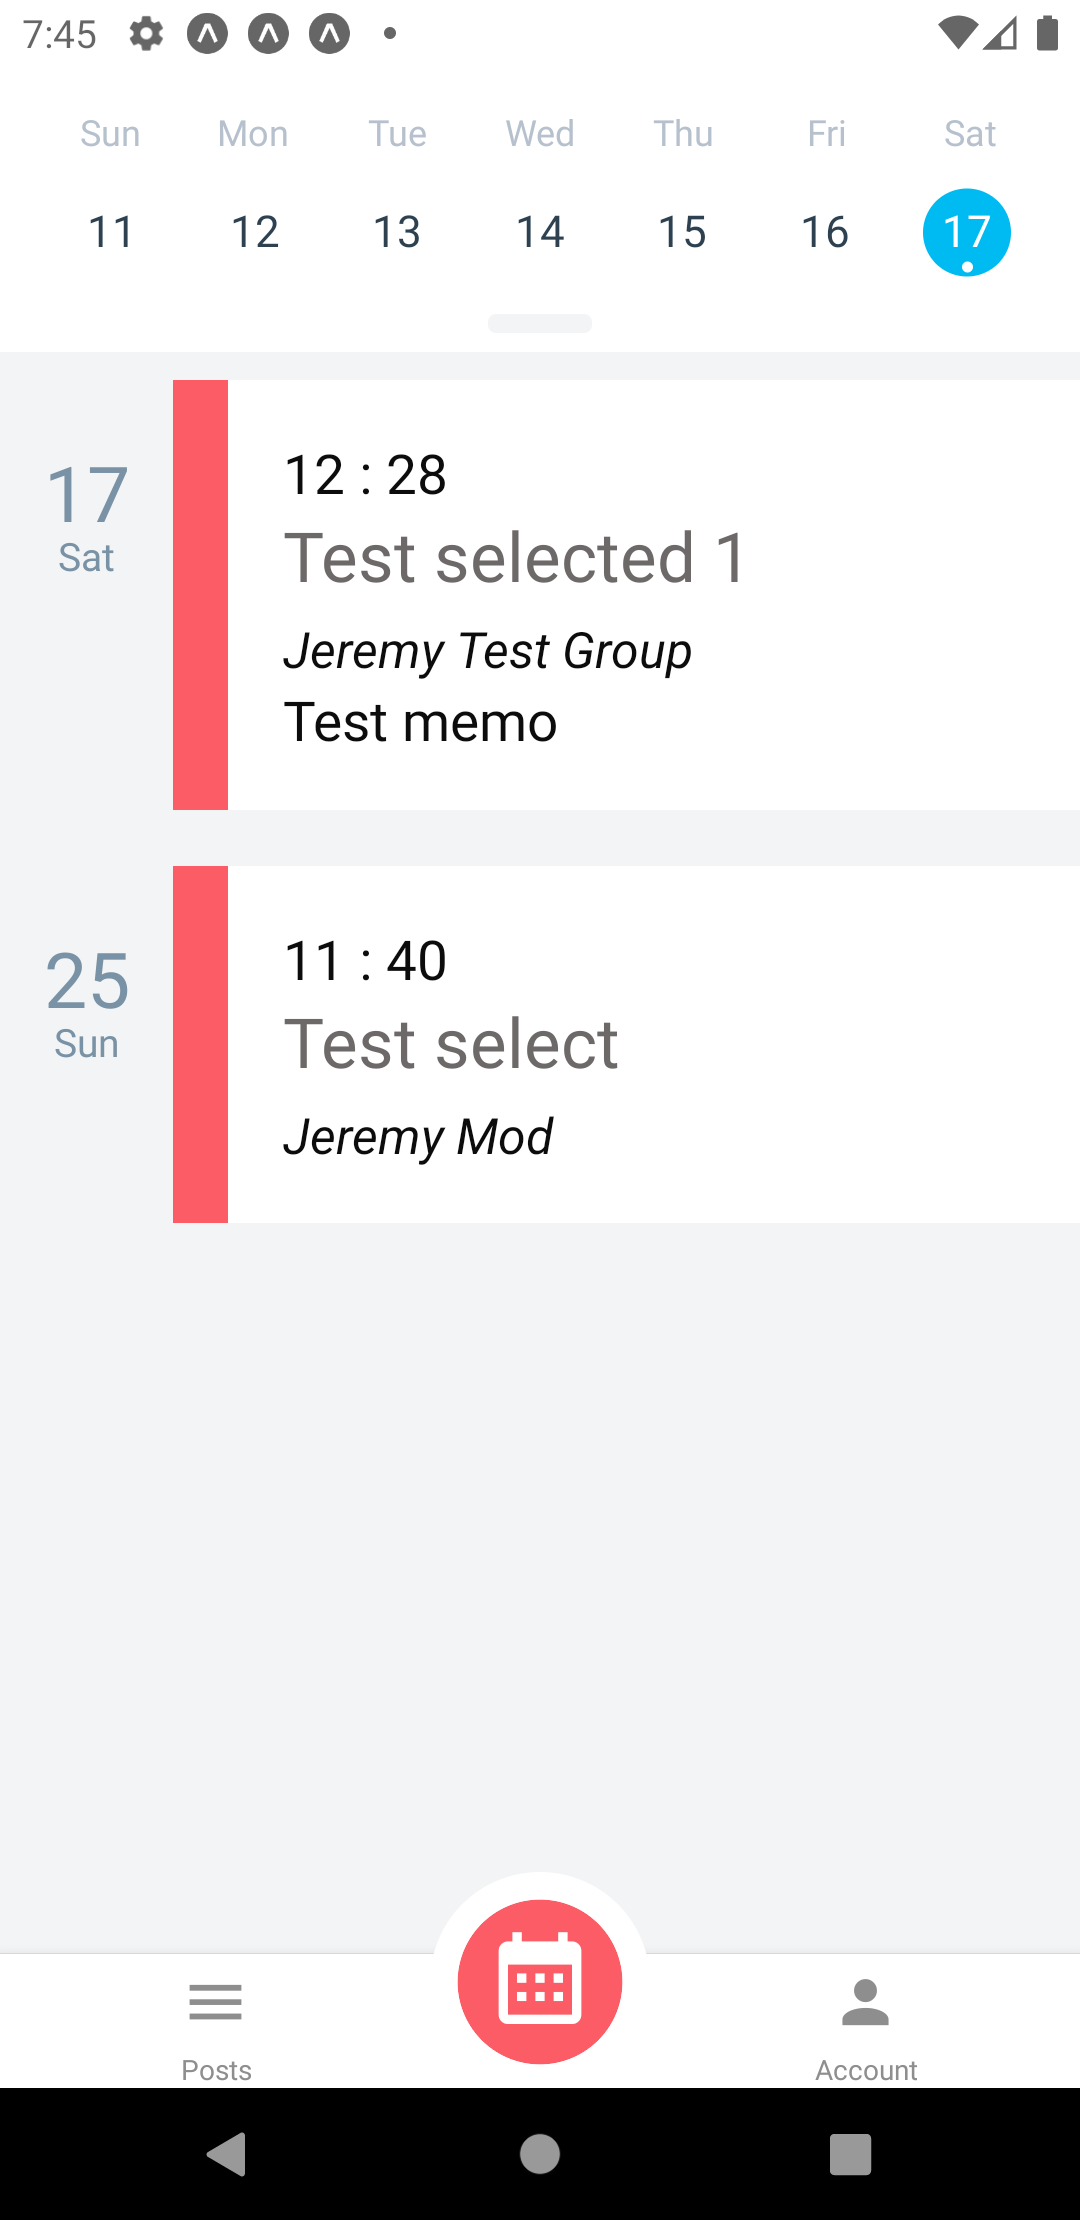 7:45
Sun Mon Tue Wed Thu Fri Sat
11 12 13 14 15 16 17
17
Sat
12 : 28
Test selected 1
Jeremy Test Group
Test memo
25
Sun
11 : 40
Test select
Jeremy Mod
Posts
Account